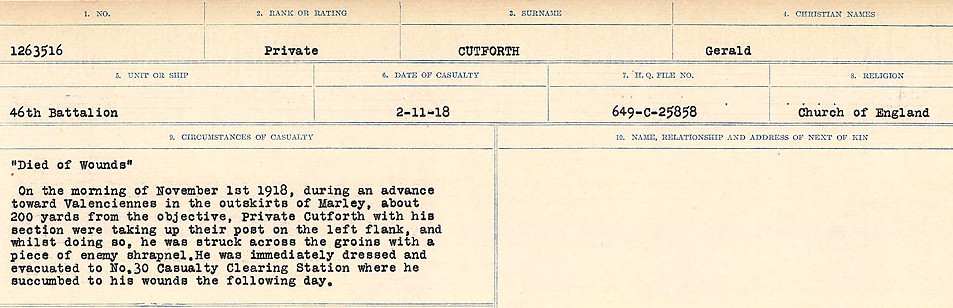 1. NO. 2. RANK OR RATING 3. SURNAME 4. CHRISTIAN NAMES
1263516 Private CUTFORTH Gerald
5. UNIT OR SHIP 6. DATE OF CASUALTY 7. H. Q. FILE NO. 8. RELIGION
46th Battalion 2-11-18 649-C-25858 Church of England
9. CIRCUMSTANCES OF CASUALTY 10. NAME, RELATIONSHIP AND ADDRESS OF NEXT OF KIN
"Died of Wounds"
On the morning of November 1st 1918, during an advance
toward Valenciennes in the outskirts of Marley, about
200 yards from the objective, Private Cutforth with his
section were taking up their post on the left flank, and
whilst doing so, he was struck across the groins with a
piece of enemy shrapnel.He was immediately dressed and
evacuated to No.30 Casualty Clearing Station where he
succumbed to his wounds the following day.